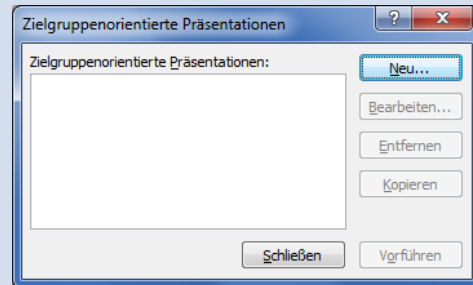 Zielgruppenorientierte Präsentationen
Zielgruppenorientierte Präsentationen:
Neu...
Bearbeiten...
Entfernen
Kopieren
Schließen
Vorführen